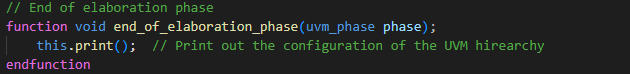 // End of elaboration phase
function void end_of_elaboration_phase(uvm_phase phase);
    this.print();  // Print out the configuration of the UVM hirearchy
endfunction